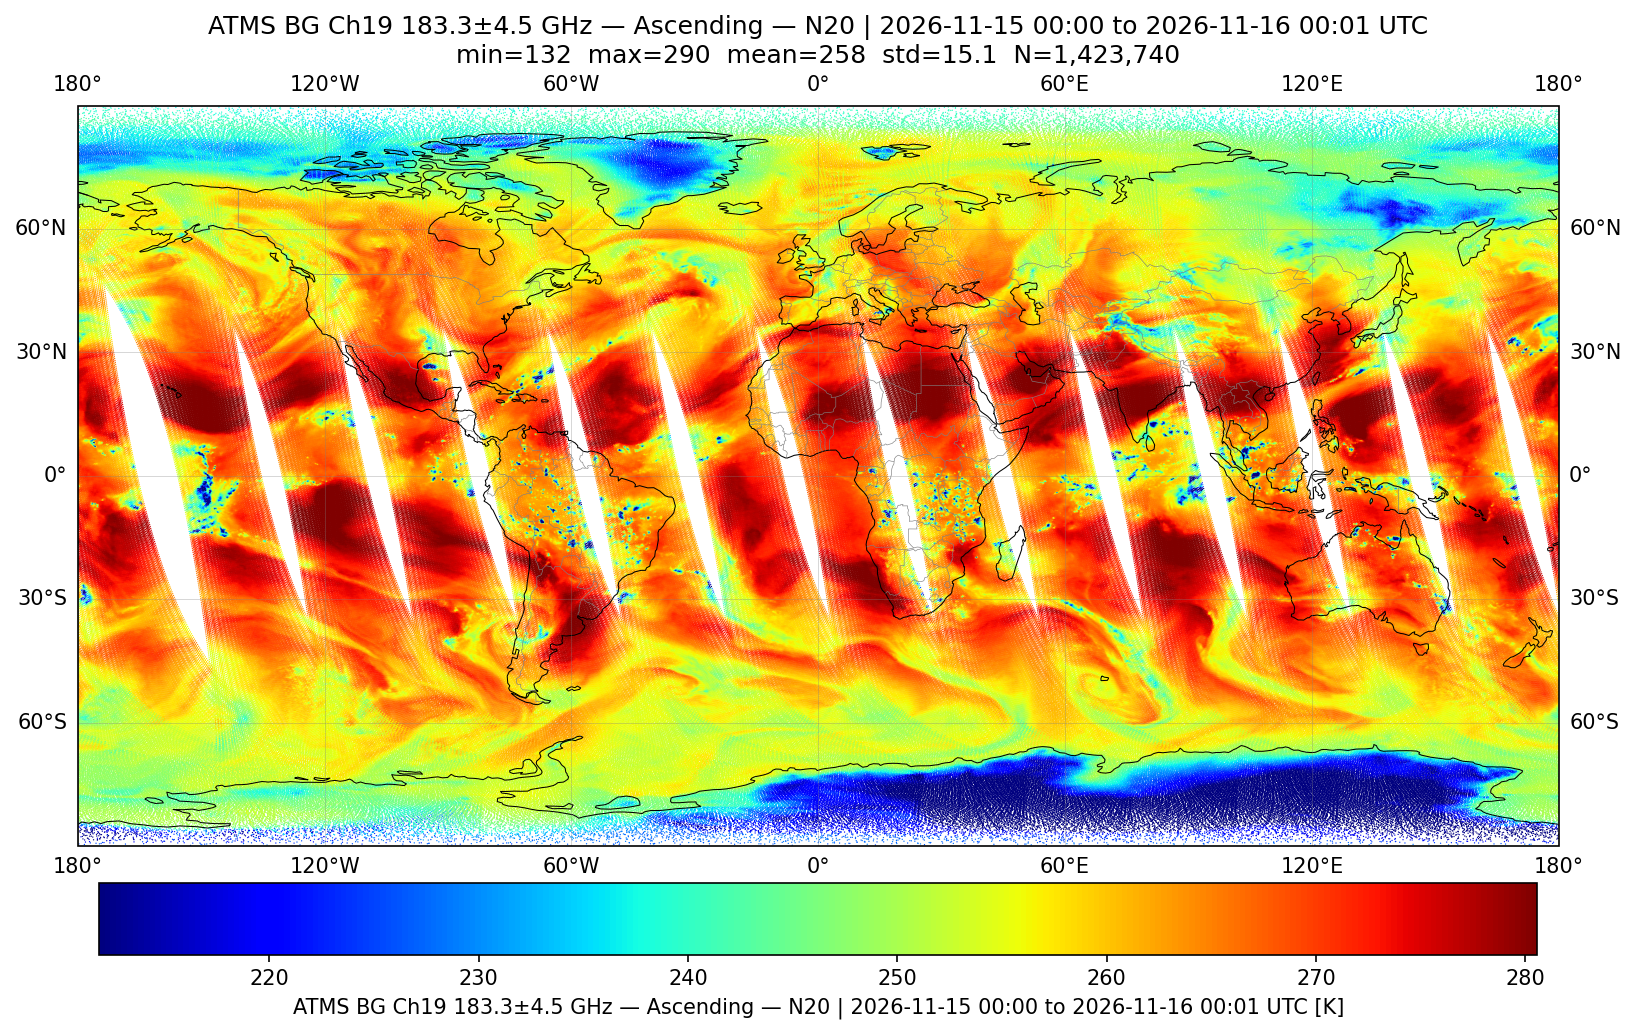 ATMS BG Ch19 183.3±4.5 GHz — Ascending — N20 | 2026-11-15 00:00 to 2026-11-16 00:01 UTC
min=132 max=290 mean=258 std=15.1 N=1,423,740
180° 120°W 60°W 0° 60°E 120°E 180°
60°N 60°N
30°N 30°N
0° 0°
30°S 30°S
60°S 60°S
180° 120°W 60°W 0° 60°E 120°E 180°
220 230 240 250 260 270 280
ATMS BG Ch19 183.3±4.5 GHz — Ascending — N20 | 2026-11-15 00:00 to 2026-11-16 00:01 UTC [K]